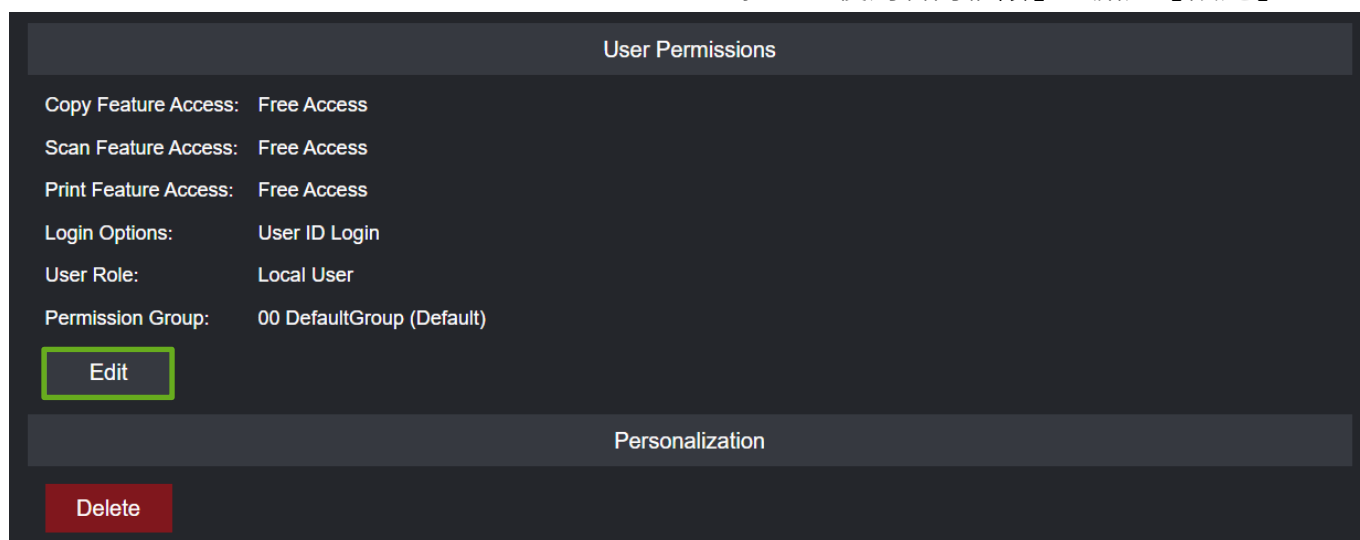 User Permissions
Copy Feature Access: Free Access
Scan Feature Access: Free Access
Print Feature Access: Free Access
Login Options: User ID Login
User Role: Local User
Permission Group: 00 DefaultGroup (Default)
Edit
Personalization
Delete